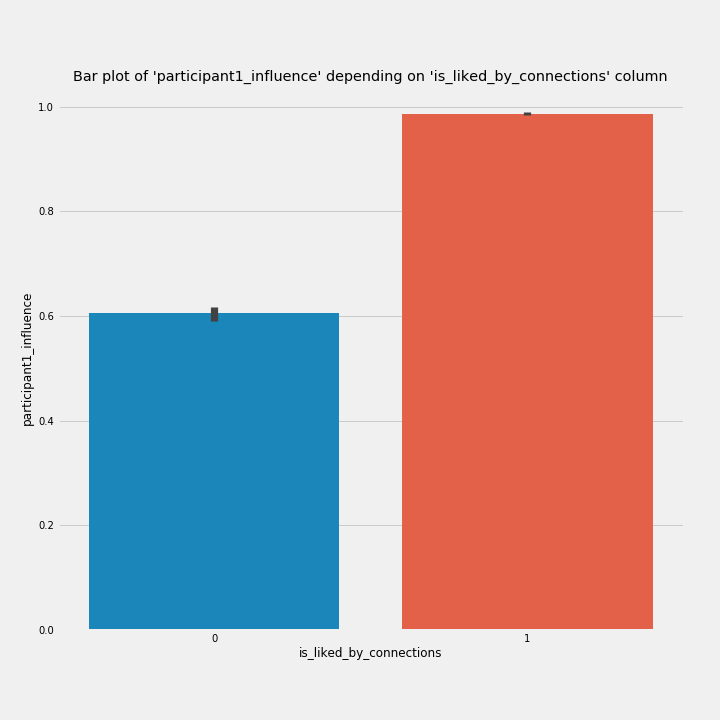 Bar plot of 'participant1_influence' depending on 'is_liked_by_connections' column
1.0
0.8
0.6
0.4
0.2
0.0
participant1_influence
0 1
is_liked_by_connections